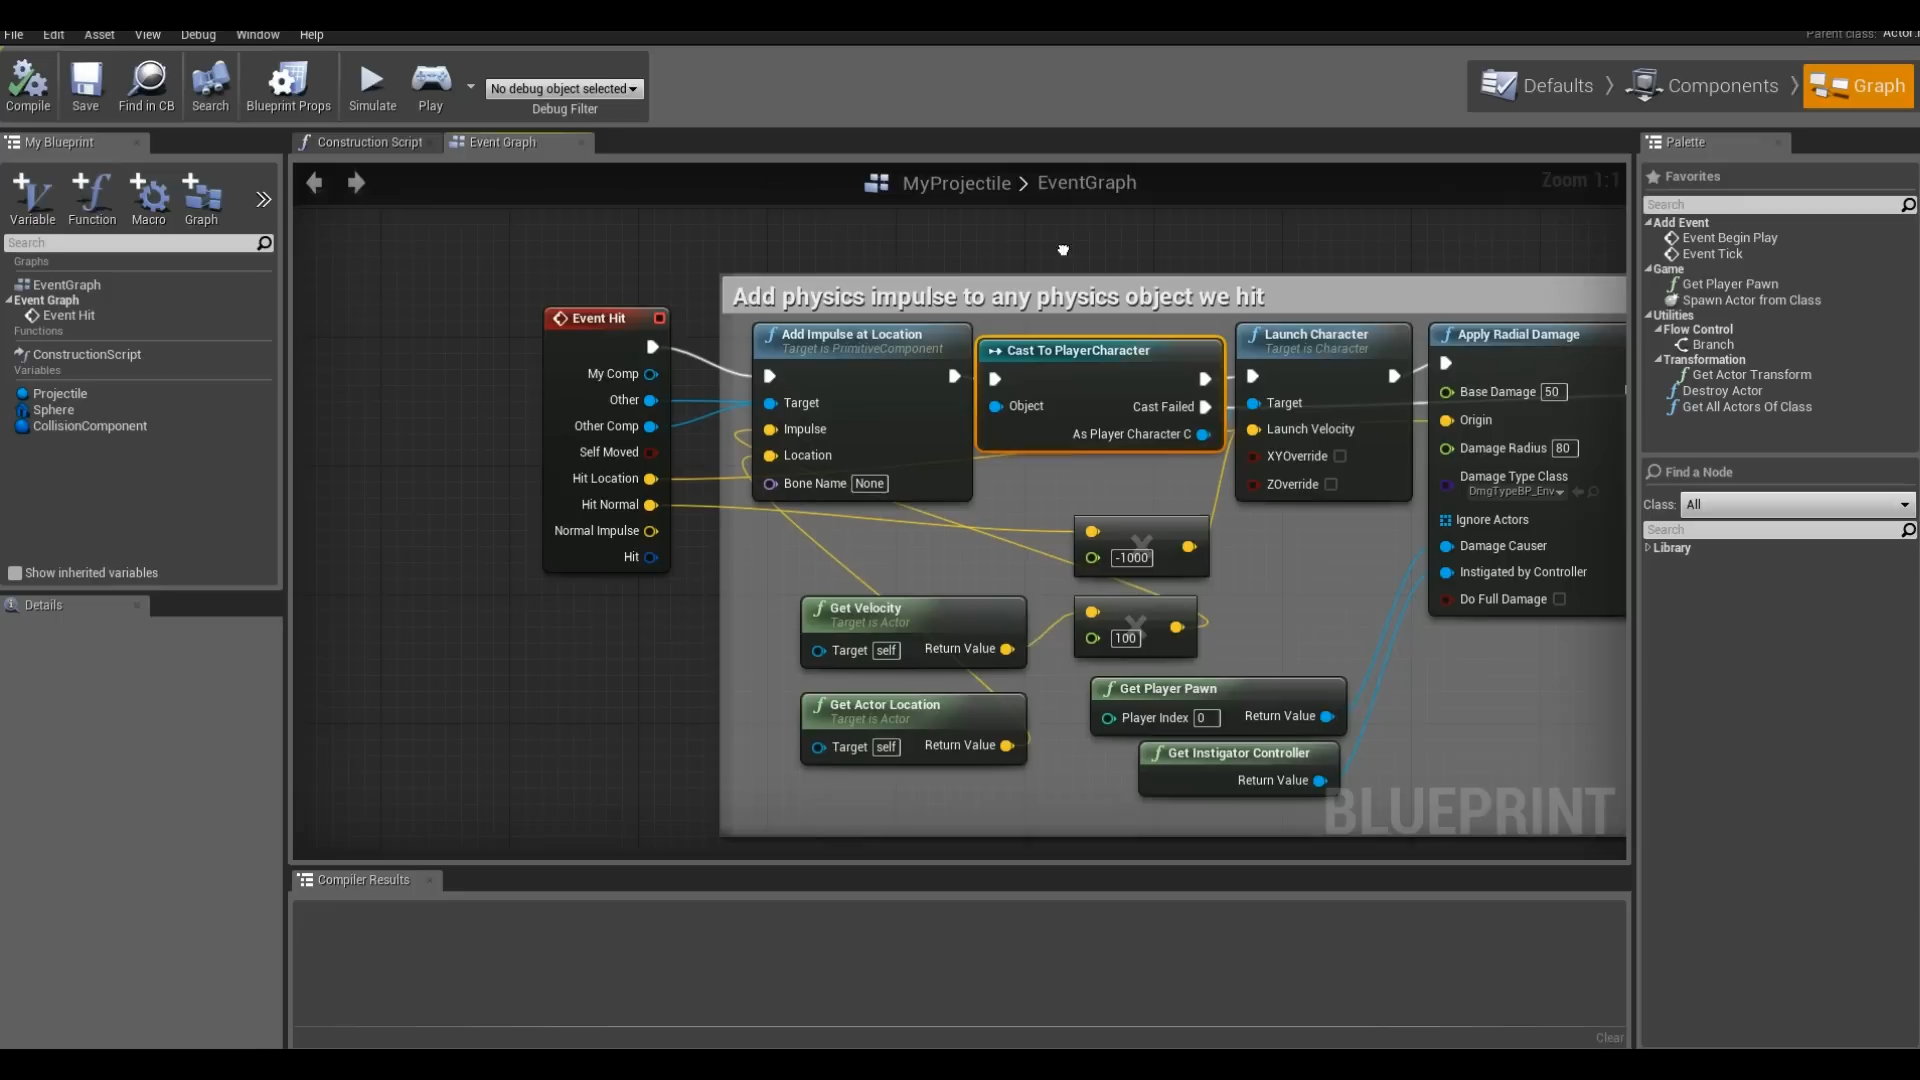 File Edit Asset View Debug Window Help
Parent class: Actor
Compile Save Find in CB Search Blueprint Props Simulate Play
No debug object selected
Debug Filter
Defaults Components Graph
My Blueprint
Variable Function Macro Graph
Search
Graphs
EventGraph
Event Graph
Event Hit
Functions
ConstructionScript
Variables
Projectile
Sphere
CollisionComponent
Show inherited variables
Details
Construction Script Event Graph
MyProjectile > EventGraph
Zoom 1:1
Add physics impulse to any physics object we hit
Event Hit
My Comp
Other
Other Comp
Self Moved
Hit Location
Hit Normal
Normal Impulse
Hit
Add Impulse at Location
Target is PrimitiveComponent
Target
Impulse
Location
Bone Name None
Cast To PlayerCharacter
Object Cast Failed
As Player Character C
Launch Character
Target is Character
Target
Launch Velocity
XYOverride
ZOverride
Apply Radial Damage
Base Damage 50
Origin
Damage Radius 80
Damage Type Class
DmgTypeBP_Env
Ignore Actors
Damage Causer
Instigated by Controller
Do Full Damage
-1000
100
Get Velocity
Target is Actor
Target self Return Value
Get Actor Location
Target is Actor
Target self Return Value
Get Player Pawn
Player Index 0 Return Value
Get Instigator Controller
Return Value
BLUEPRINT
Compiler Results
Clear
Palette
Favorites
Search
Add Event
Event Begin Play
Event Tick
Game
Get Player Pawn
Spawn Actor from Class
Utilities
Flow Control
Branch
Transformation
Get Actor Transform
Destroy Actor
Get All Actors Of Class
Find a Node
Class: All
Search
Library